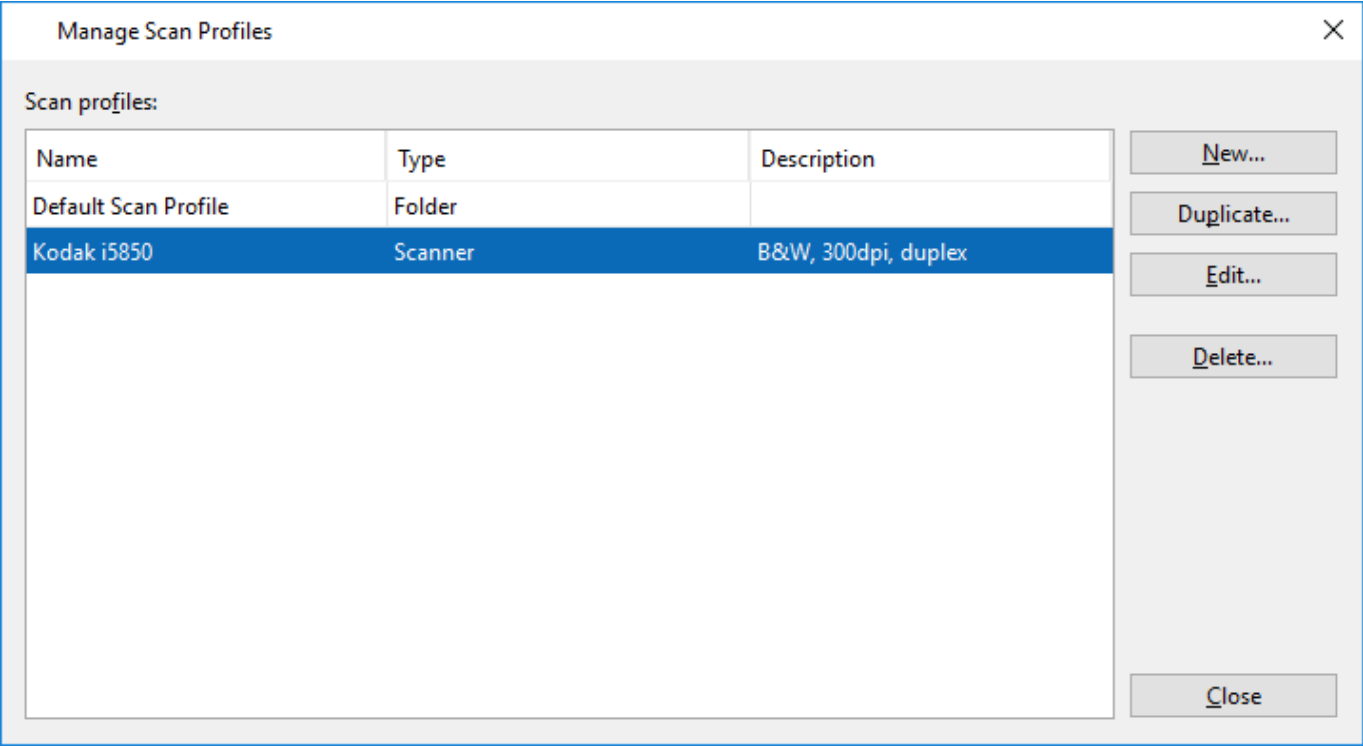 Manage Scan Profiles
Scan profiles:
Name Type Description
Default Scan Profile Folder
Kodak i5850 Scanner B&W, 300dpi, duplex
New...
Duplicate...
Edit...
Delete...
Close